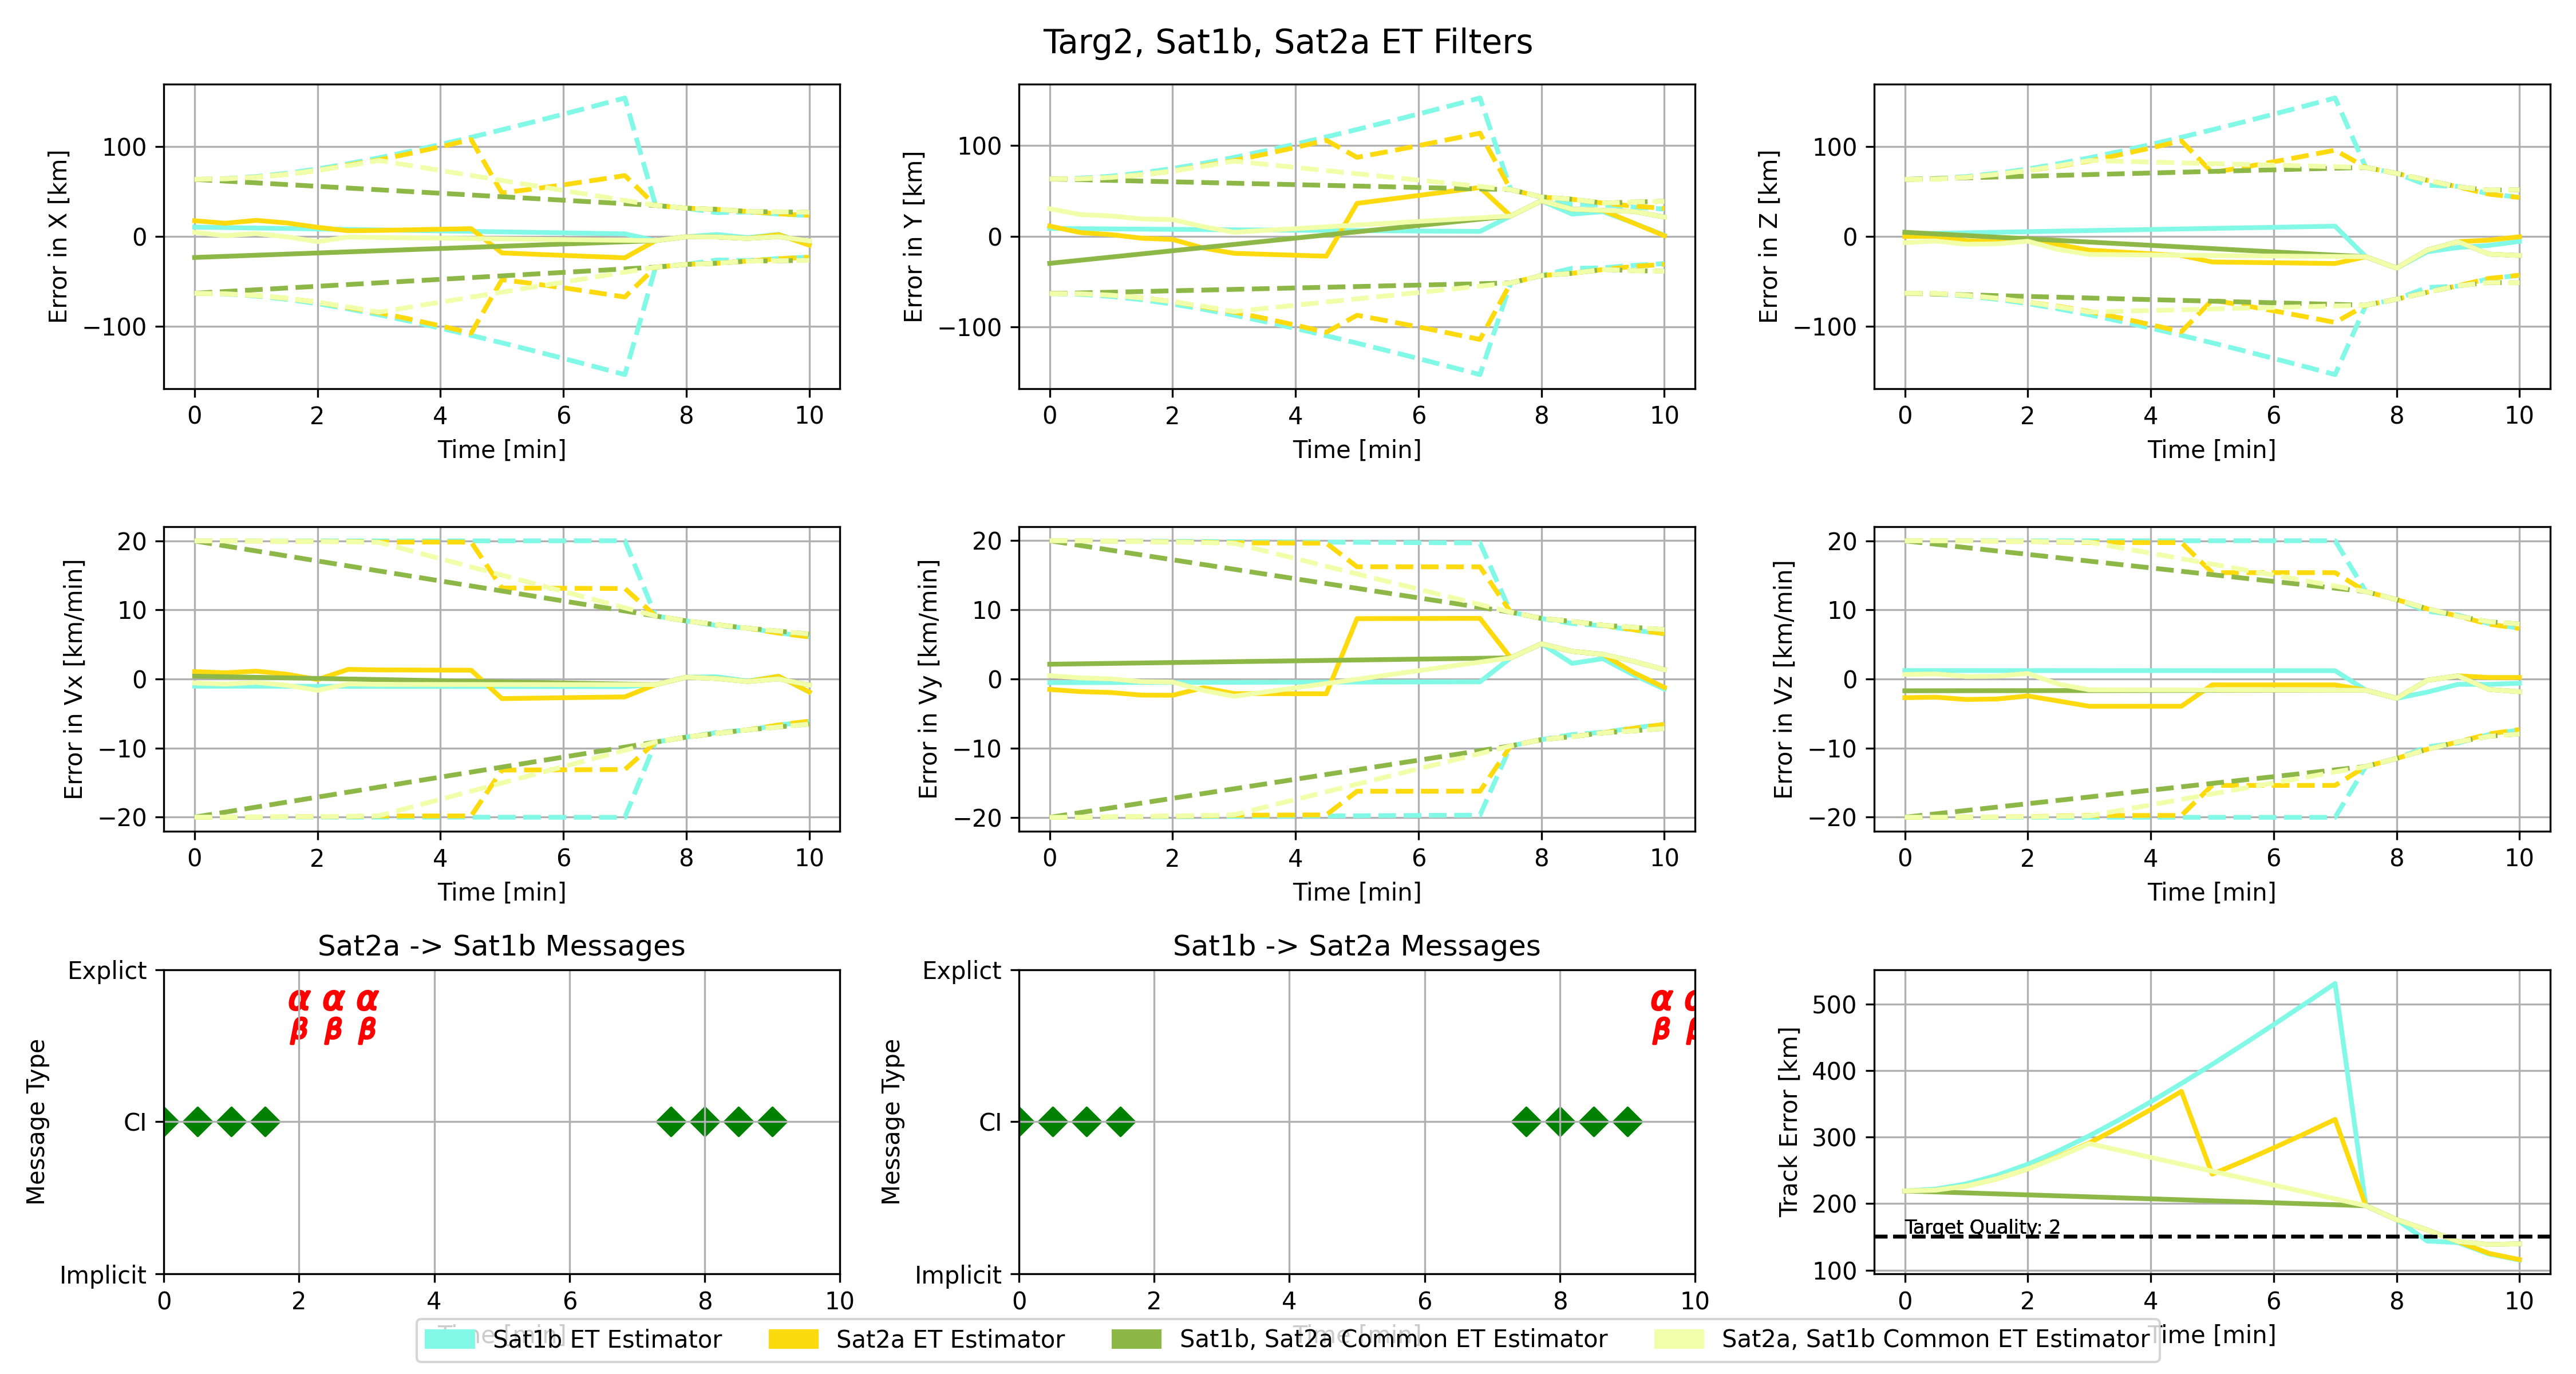 Targ2, Sat1b, Sat2a ET Filters
Error in X [km]
100
0
−100
0 2 4 6 8 10
Time [min]
Error in Y [km]
100
0
−100
0 2 4 6 8 10
Time [min]
Error in Z [km]
100
0
−100
0 2 4 6 8 10
Time [min]
Error in Vx [km/min]
20
10
0
−10
−20
0 2 4 6 8 10
Time [min]
Error in Vy [km/min]
20
10
0
−10
−20
0 2 4 6 8 10
Time [min]
Error in Vz [km/min]
20
10
0
−10
−20
0 2 4 6 8 10
Time [min]
Sat2a -> Sat1b Messages
Message Type
Explict
α α α
β β β
CI
Implicit
0 2 4 6 8 10
Time [min]
Sat1b -> Sat2a Messages
Message Type
Explict
α α
β β
CI
Implicit
0 2 4 6 8 10
Time [min]
Track Error [km]
500
400
300
200
100
Target Quality: 2
0 2 4 6 8 10
Time [min]
Sat1b ET Estimator
Sat2a ET Estimator
Sat1b, Sat2a Common ET Estimator
Sat2a, Sat1b Common ET Estimator